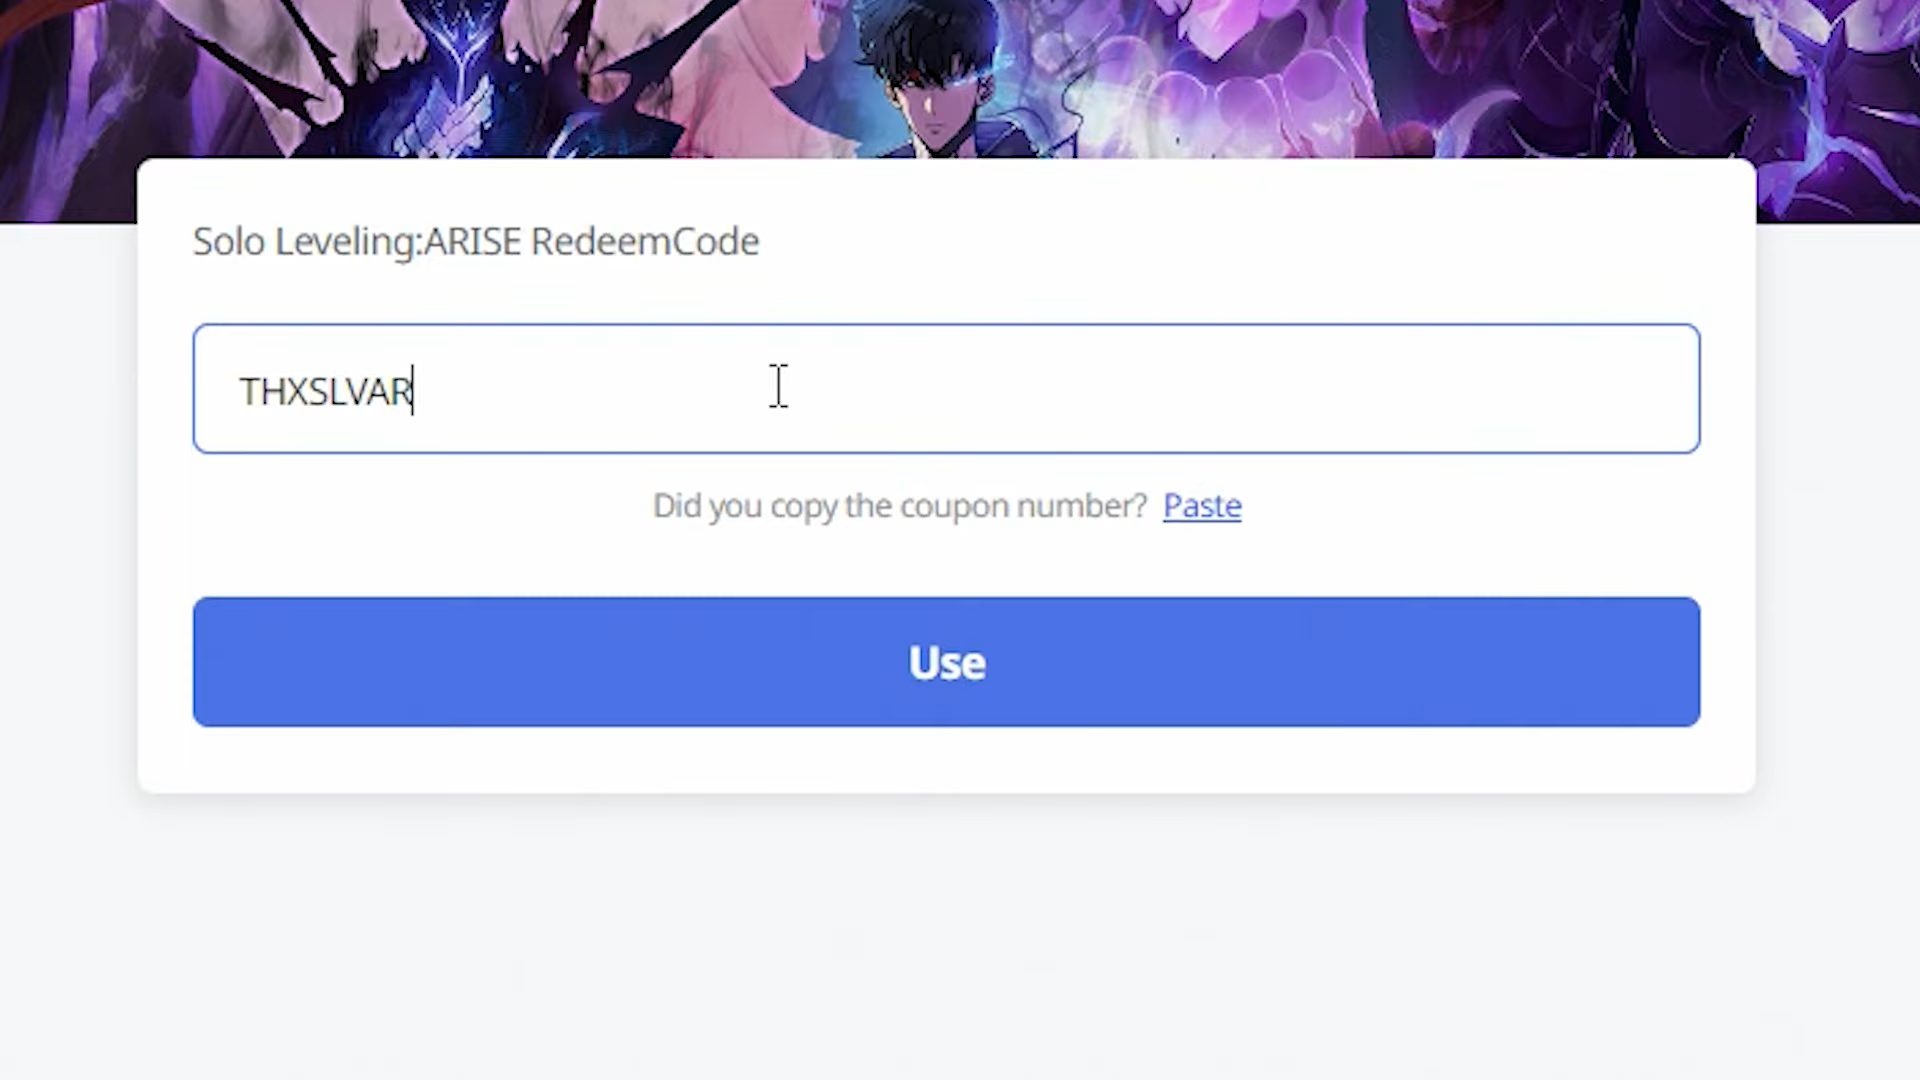 Solo Leveling:ARISE RedeemCode
THXSLVAR
Did you copy the coupon number? Paste
Use